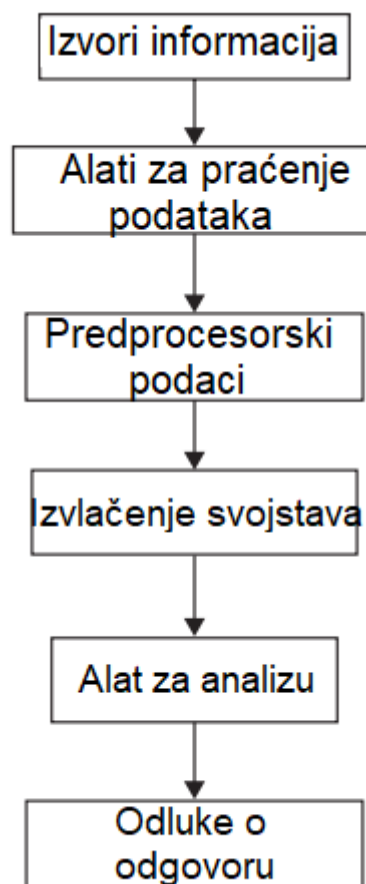 Izvori informacija
Alati za praćenje
podataka
Predprocesorski
podaci
Izvlačenje svojstava
Alat za analizu
Odluke o
odgovoru